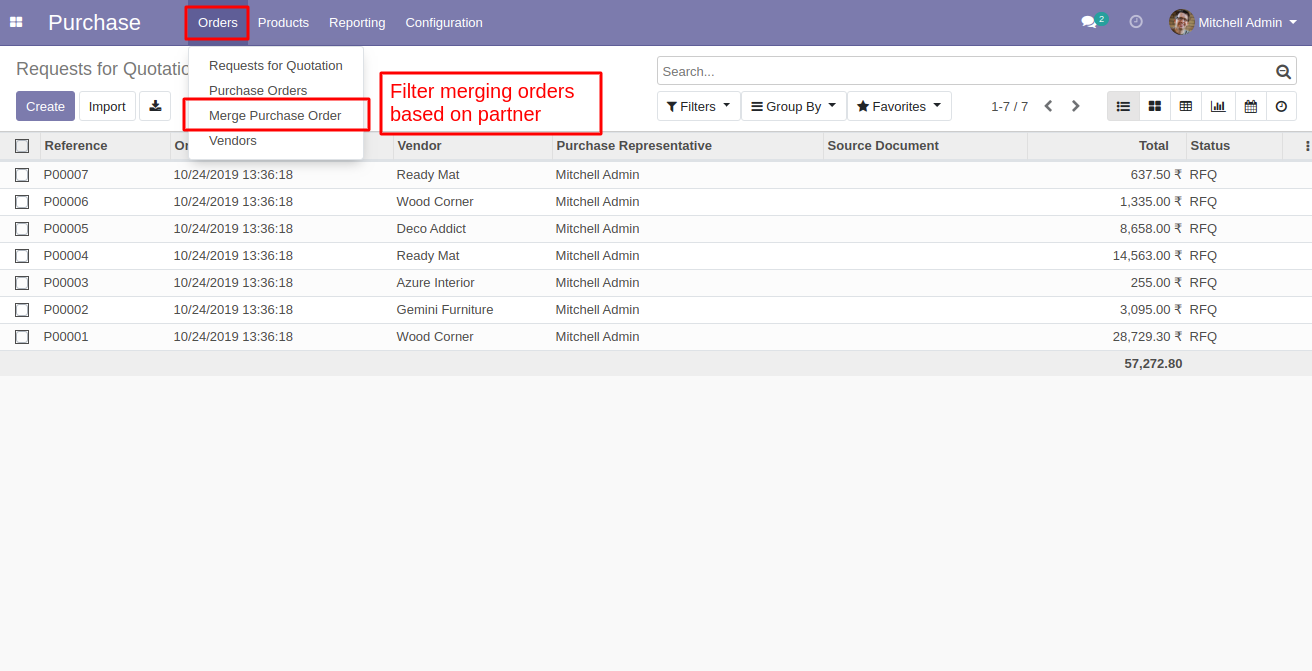 Purchase Orders Products Reporting Configuration 2 Mitchell Admin
Requests for Quotatio
Requests for Quotation
Purchase Orders
Merge Purchase Order
Vendors
Filter merging orders
based on partner
Search...
Create Import
Filters Group By Favorites 1-7 / 7
Reference Or Vendor Purchase Representative Source Document Total Status
P00007 10/24/2019 13:36:18 Ready Mat Mitchell Admin 637.50 ₹ RFQ
P00006 10/24/2019 13:36:18 Wood Corner Mitchell Admin 1,335.00 ₹ RFQ
P00005 10/24/2019 13:36:18 Deco Addict Mitchell Admin 8,658.00 ₹ RFQ
P00004 10/24/2019 13:36:18 Ready Mat Mitchell Admin 14,563.00 ₹ RFQ
P00003 10/24/2019 13:36:18 Azure Interior Mitchell Admin 255.00 ₹ RFQ
P00002 10/24/2019 13:36:18 Gemini Furniture Mitchell Admin 3,095.00 ₹ RFQ
P00001 10/24/2019 13:36:18 Wood Corner Mitchell Admin 28,729.30 ₹ RFQ
57,272.80